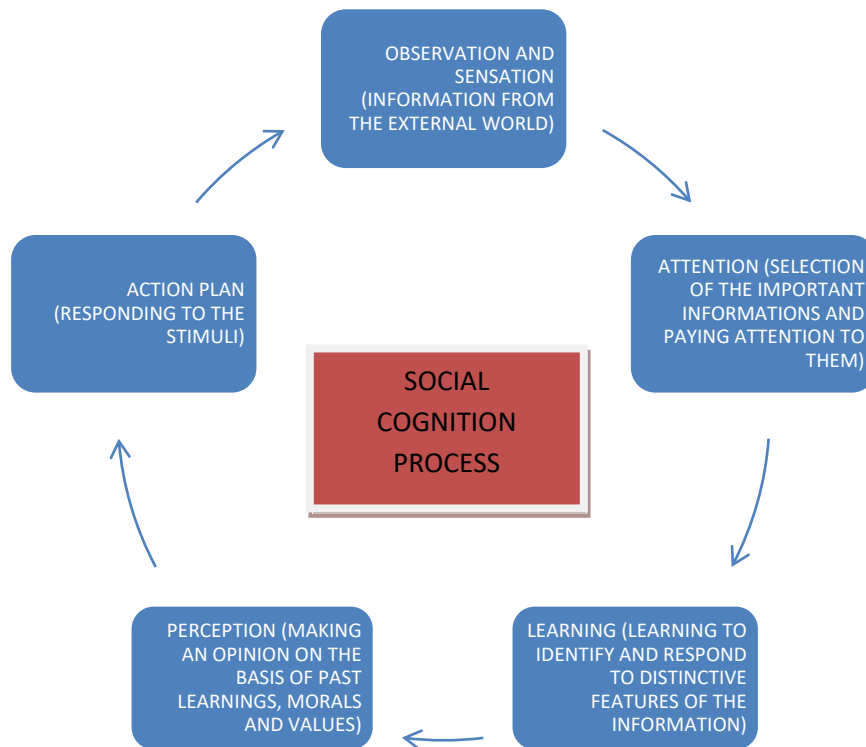 OBSERVATION AND
SENSATION
(INFORMATION FROM
THE EXTERNAL WORLD)
ATTENTION (SELECTION
OF THE IMPORTANT
INFORMATIONS AND
PAYING ATTENTION TO
THEM)
LEARNING (LEARNING TO
IDENTIFY AND RESPOND
TO DISTINCTIVE
FEATURES OF THE
INFORMATION)
PERCEPTION (MAKING
AN OPINION ON THE
BASIS OF PAST
LEARNINGS, MORALS
AND VALUES)
ACTION PLAN
(RESPONDING TO THE
STIMULI)
SOCIAL
COGNITION
PROCESS